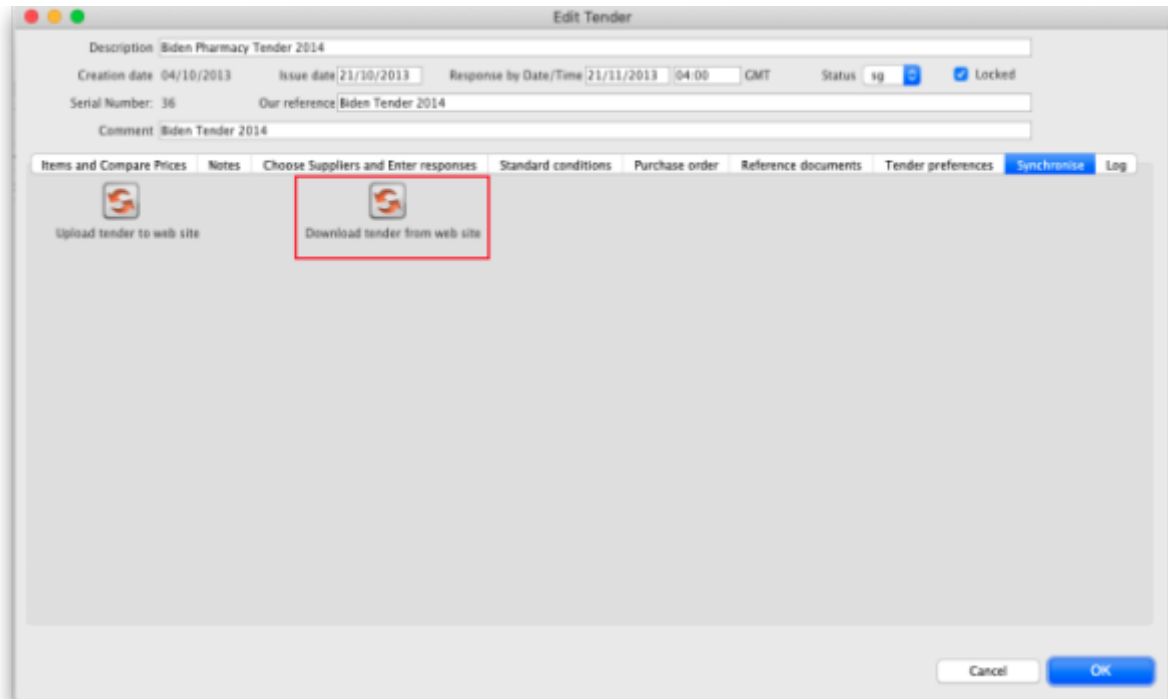 Edit Tender
Description Biden Pharmacy Tender 2014
Creation date 04/10/2013 Issue date 21/10/2013 Response by Date/Time 21/11/2013 04:00 GMT Status sg Locked
Serial Number: 36 Our reference Biden Tender 2014
Comment Biden Tender 2014
Items and Compare Prices Notes Choose Suppliers and Enter responses Standard conditions Purchase order Reference documents Tender preferences Synchronise Log
Upload tender to web site Download tender from web site
Cancel OK